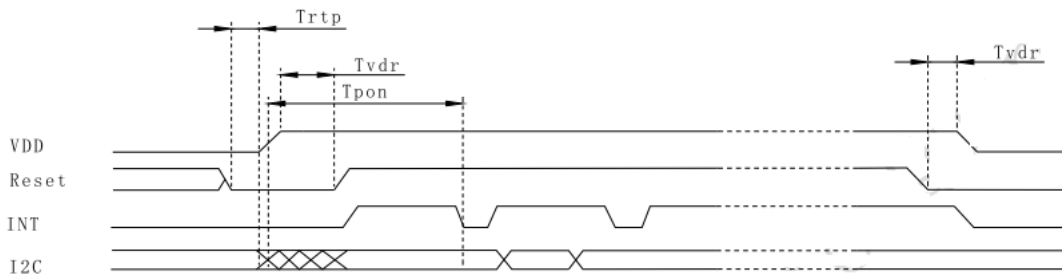 Trtp
Tvdr
Tvdr
Tpon
VDD
Reset
INT
I2C